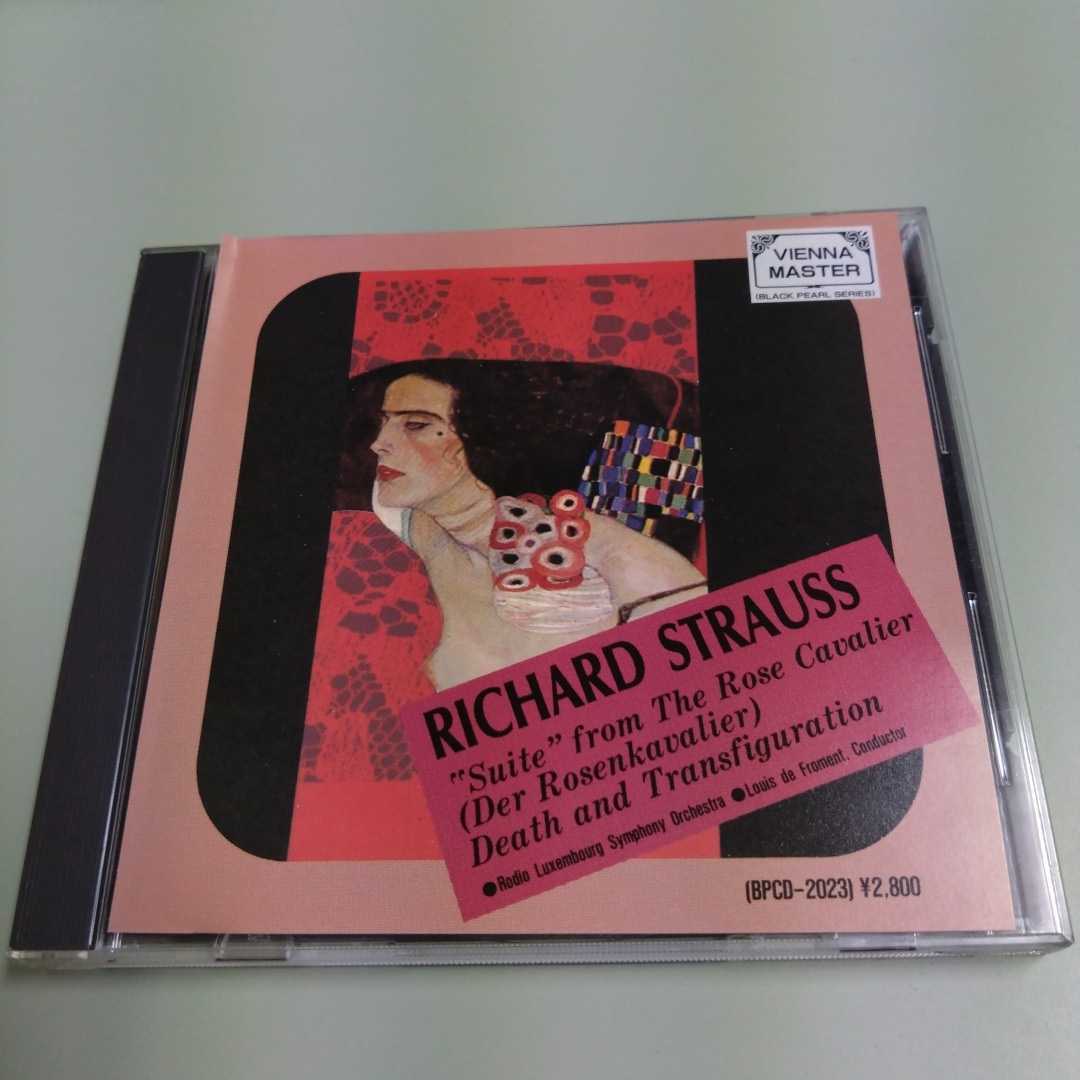 VIENNA
MASTER
(BLACK PEARL SERIES)
RICHARD STRAUSS
"Suite" from The Rose Cavalier
(Der Rosenkavalier)
Death and Transfiguration
●Rodio Luxembourg Symphony Orchestra ●Louis de Froment, Conductor
(BPCD-2023) ¥2,800